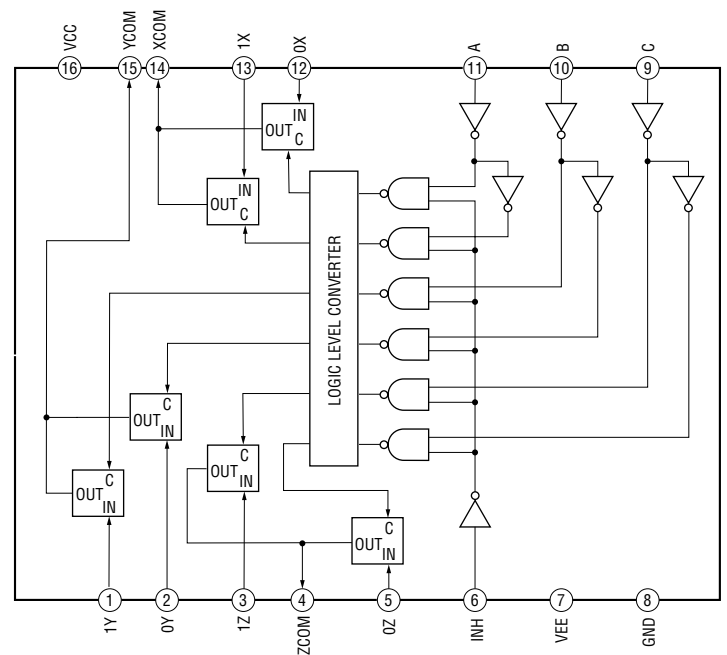 VCC
YCOM
XCOM
1X
0X
A
B
C
16
15
14
13
12
11
10
9
IN
OUT
C
IN
OUT
C
LOGIC LEVEL CONVERTER
C
OUT
IN
C
OUT
IN
C
OUT
IN
C
OUT
IN
1
2
3
4
5
6
7
8
1Y
0Y
1Z
ZCOM
0Z
INH
VEE
GND